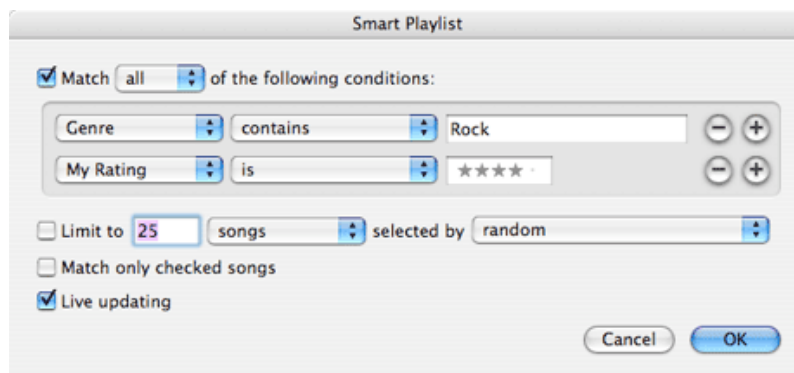 Smart Playlist
Match all of the following conditions:
Genre contains Rock
My Rating is ★★★★ ·
Limit to 25 songs selected by random
Match only checked songs
Live updating
Cancel OK